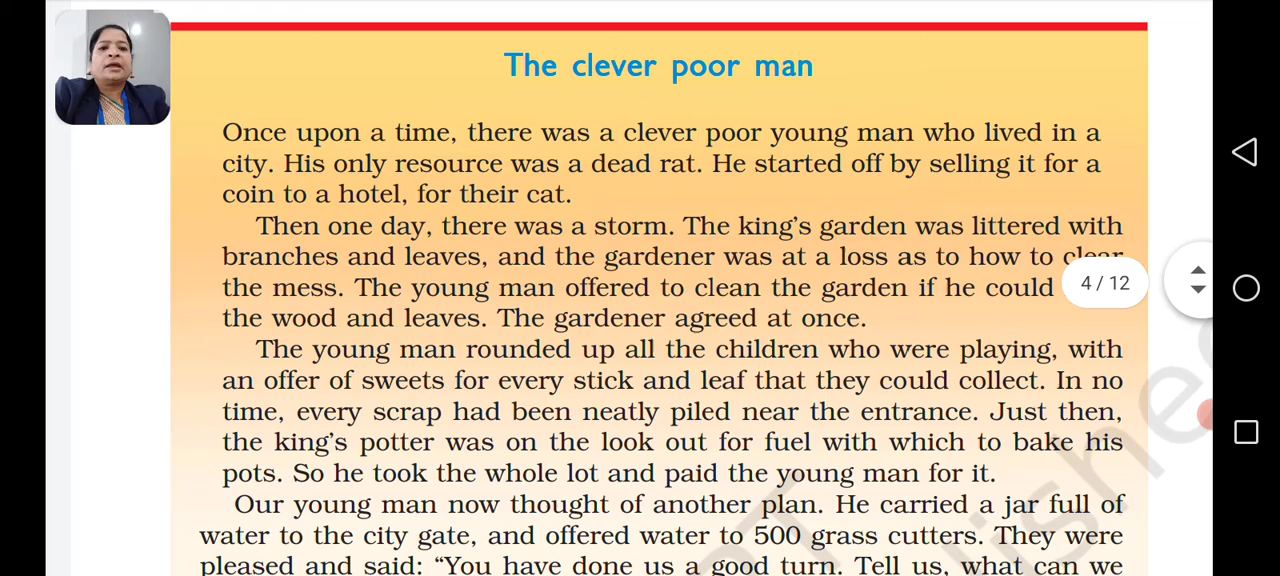 The clever poor man
Once upon a time, there was a clever poor young man who lived in a
city. His only resource was a dead rat. He started off by selling it for a
coin to a hotel, for their cat.
Then one day, there was a storm. The king's garden was littered with
branches and leaves, and the gardener was at a loss as to how to clear
the mess. The young man offered to clean the garden if he could
4 / 12
the wood and leaves. The gardener agreed at once.
The young man rounded up all the children who were playing, with
an offer of sweets for every stick and leaf that they could collect. In no
time, every scrap had been neatly piled near the entrance. Just then,
the king's potter was on the look out for fuel with which to bake his
pots. So he took the whole lot and paid the young man for it.
Our young man now thought of another plan. He carried a jar full of
water to the city gate, and offered water to 500 grass cutters. They were
pleased and said: “You have done us a good turn. Tell us, what can we